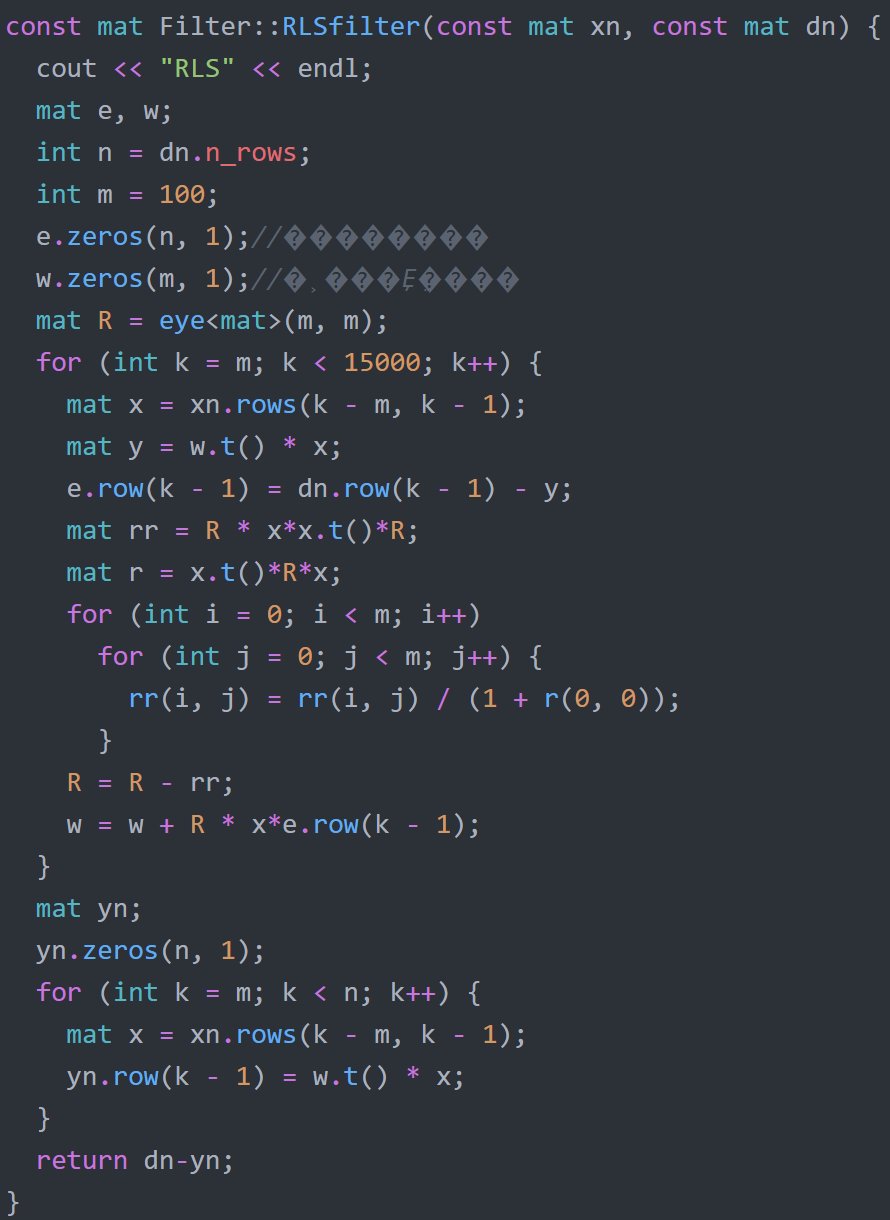 const mat Filter::RLSfilter(const mat xn, const mat dn) {
  cout << "RLS" << endl;
  mat e, w;
  int n = dn.n_rows;
  int m = 100;
  e.zeros(n, 1);//
  w.zeros(m, 1);//
  mat R = eye<mat>(m, m);
  for (int k = m; k < 15000; k++) {
    mat x = xn.rows(k - m, k - 1);
    mat y = w.t() * x;
    e.row(k - 1) = dn.row(k - 1) - y;
    mat rr = R * x*x.t()*R;
    mat r = x.t()*R*x;
    for (int i = 0; i < m; i++)
      for (int j = 0; j < m; j++) {
        rr(i, j) = rr(i, j) / (1 + r(0, 0));
      }
    R = R - rr;
    w = w + R * x*e.row(k - 1);
  }
  mat yn;
  yn.zeros(n, 1);
  for (int k = m; k < n; k++) {
    mat x = xn.rows(k - m, k - 1);
    yn.row(k - 1) = w.t() * x;
  }
  return dn-yn;
}